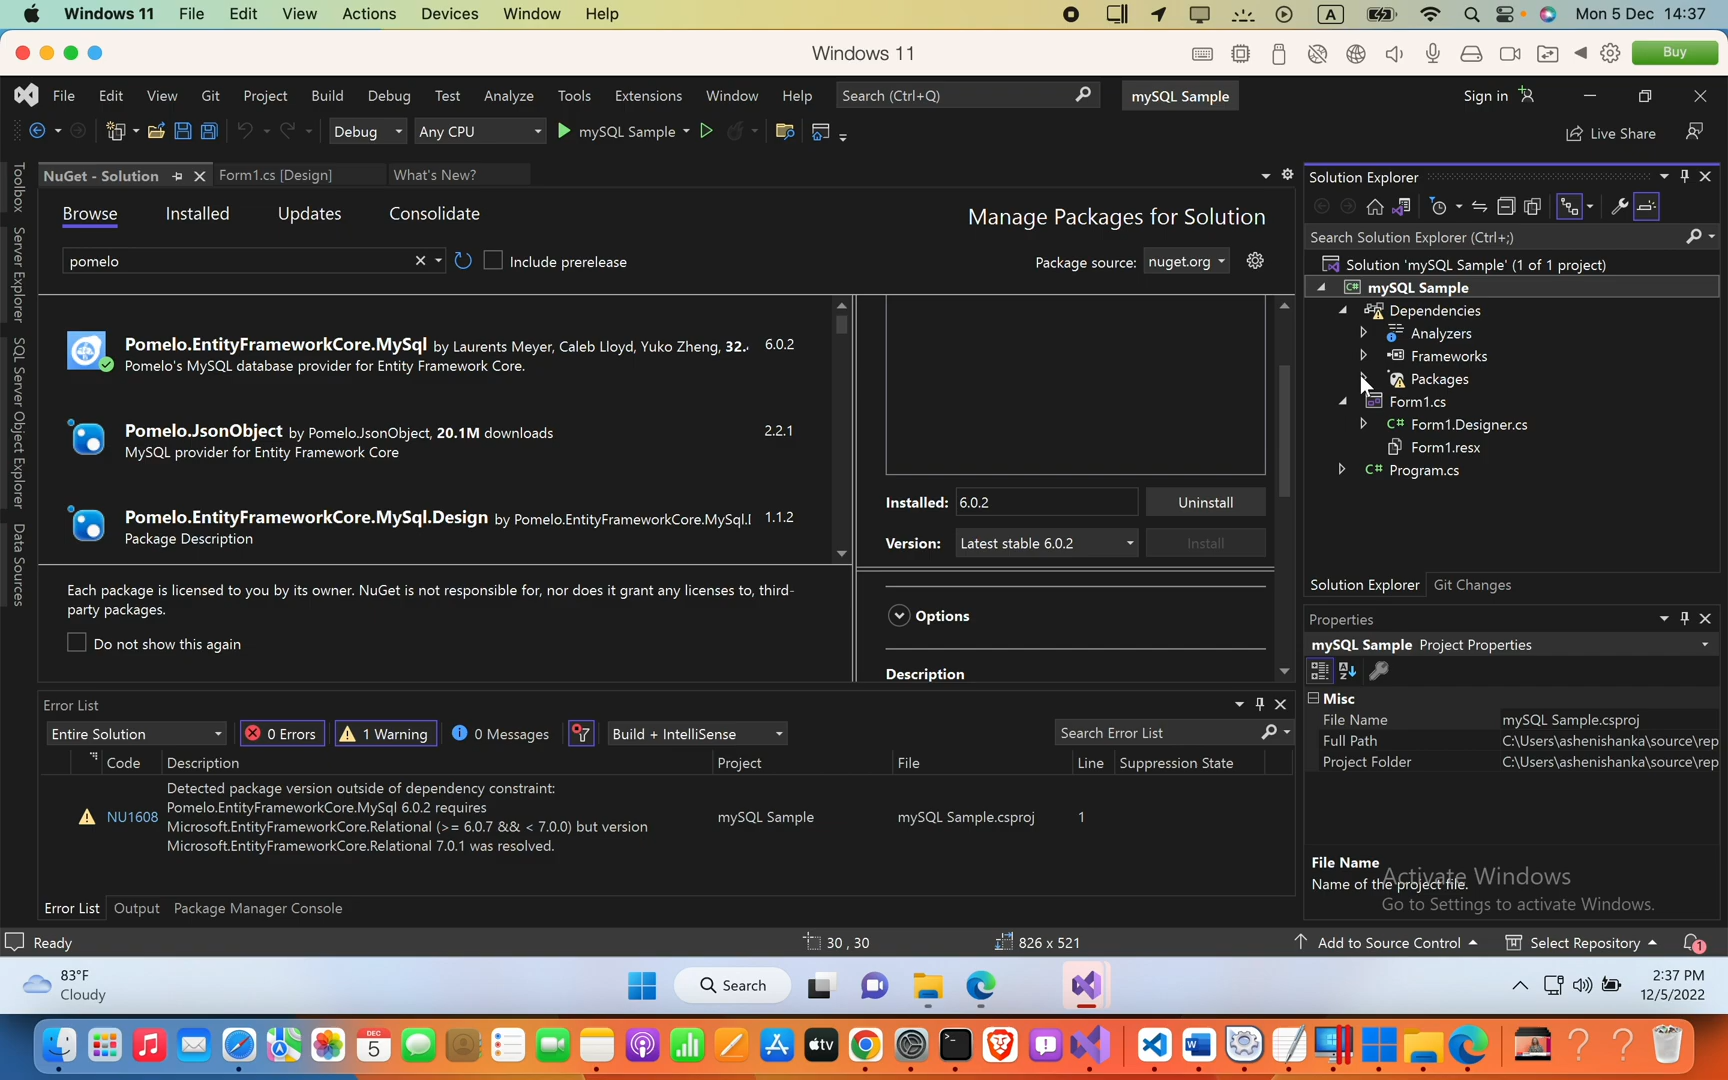 Windows 11 File Edit View Actions Devices Window Help A Mon 5 Dec 14:37
Windows 11 Buy
File Edit View Git Project Build Debug Test Analyze Tools Extensions Window Help Search (Ctrl+Q) mySQL Sample Sign in
Debug Any CPU mySQL Sample Live Share
Toolbox
Server Explorer
SQL Server Object Explorer
Data Sources
NuGet - Solution Form1.cs [Design] What's New?
Browse Installed Updates Consolidate Manage Packages for Solution
pomelo Include prerelease Package source: nuget.org
Pomelo.EntityFrameworkCore.MySql by Laurents Meyer, Caleb Lloyd, Yuko Zheng, 32. 6.0.2
Pomelo's MySQL database provider for Entity Framework Core.
Pomelo.JsonObject by Pomelo.JsonObject, 20.1M downloads 2.2.1
MySQL provider for Entity Framework Core
Pomelo.EntityFrameworkCore.MySql.Design by Pomelo.EntityFrameworkCore.MySql.I 1.1.2
Package Description
Each package is licensed to you by its owner. NuGet is not responsible for, nor does it grant any licenses to, third-
party packages.
Do not show this again
Installed: 6.0.2 Uninstall
Version: Latest stable 6.0.2 Install
Options
Description
Solution Explorer
Search Solution Explorer (Ctrl+;)
Solution 'mySQL Sample' (1 of 1 project)
C# mySQL Sample
Dependencies
Analyzers
Frameworks
Packages
Form1.cs
C# Form1.Designer.cs
Form1.resx
C# Program.cs
Solution Explorer Git Changes
Properties
mySQL Sample Project Properties
Misc
File Name mySQL Sample.csproj
Full Path C:\Users\ashenishanka\source\rep
Project Folder C:\Users\ashenishanka\source\rep
File Name
Name of the project file.
Activate Windows
Go to Settings to activate Windows.
Error List
Entire Solution 0 Errors 1 Warning 0 Messages Build + IntelliSense Search Error List
Code Description Project File Line Suppression State
NU1608 Detected package version outside of dependency constraint:
Pomelo.EntityFrameworkCore.MySql 6.0.2 requires
Microsoft.EntityFrameworkCore.Relational (>= 6.0.7 && < 7.0.0) but version
Microsoft.EntityFrameworkCore.Relational 7.0.1 was resolved.
mySQL Sample mySQL Sample.csproj 1
Error List Output Package Manager Console
Ready 30 , 30 826 x 521 Add to Source Control Select Repository 1
83°F
Cloudy
Search
2:37 PM
12/5/2022
DEC
5
tv